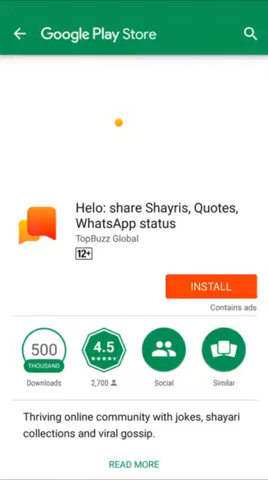 Google Play Store
Helo: share Shayris, Quotes,
WhatsApp status
TopBuzz Global
12+
INSTALL
Contains ads
500
THOUSAND
Downloads
4.5
2,700
Social
Similar
Thriving online community with jokes, shayari
collections and viral gossip.
READ MORE